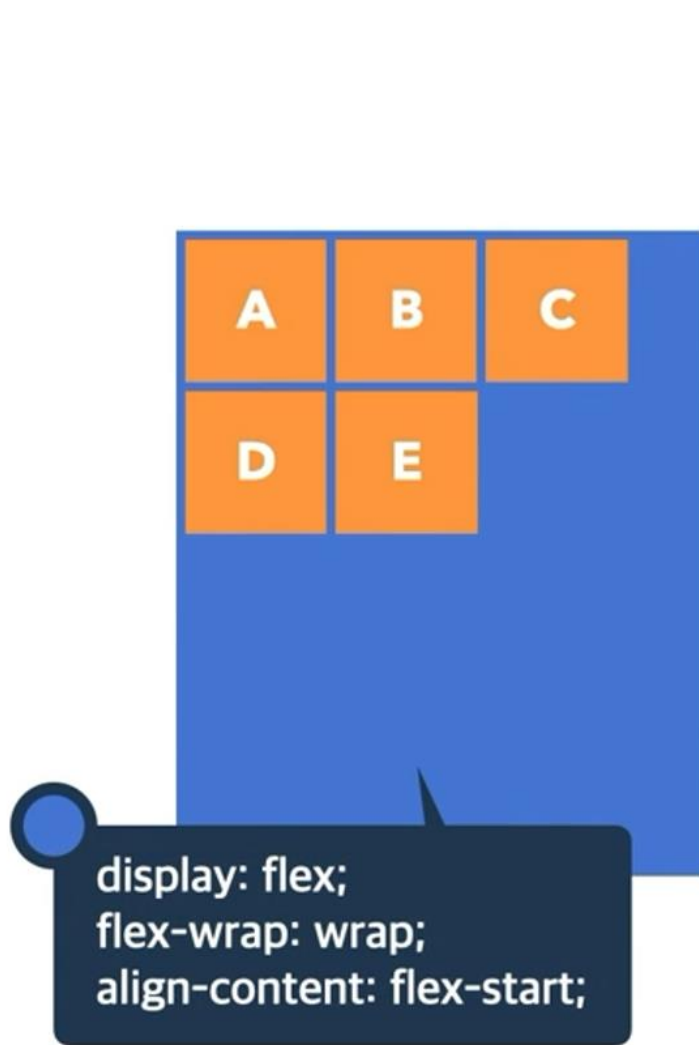 A B C
D E
display: flex;
flex-wrap: wrap;
align-content: flex-start;